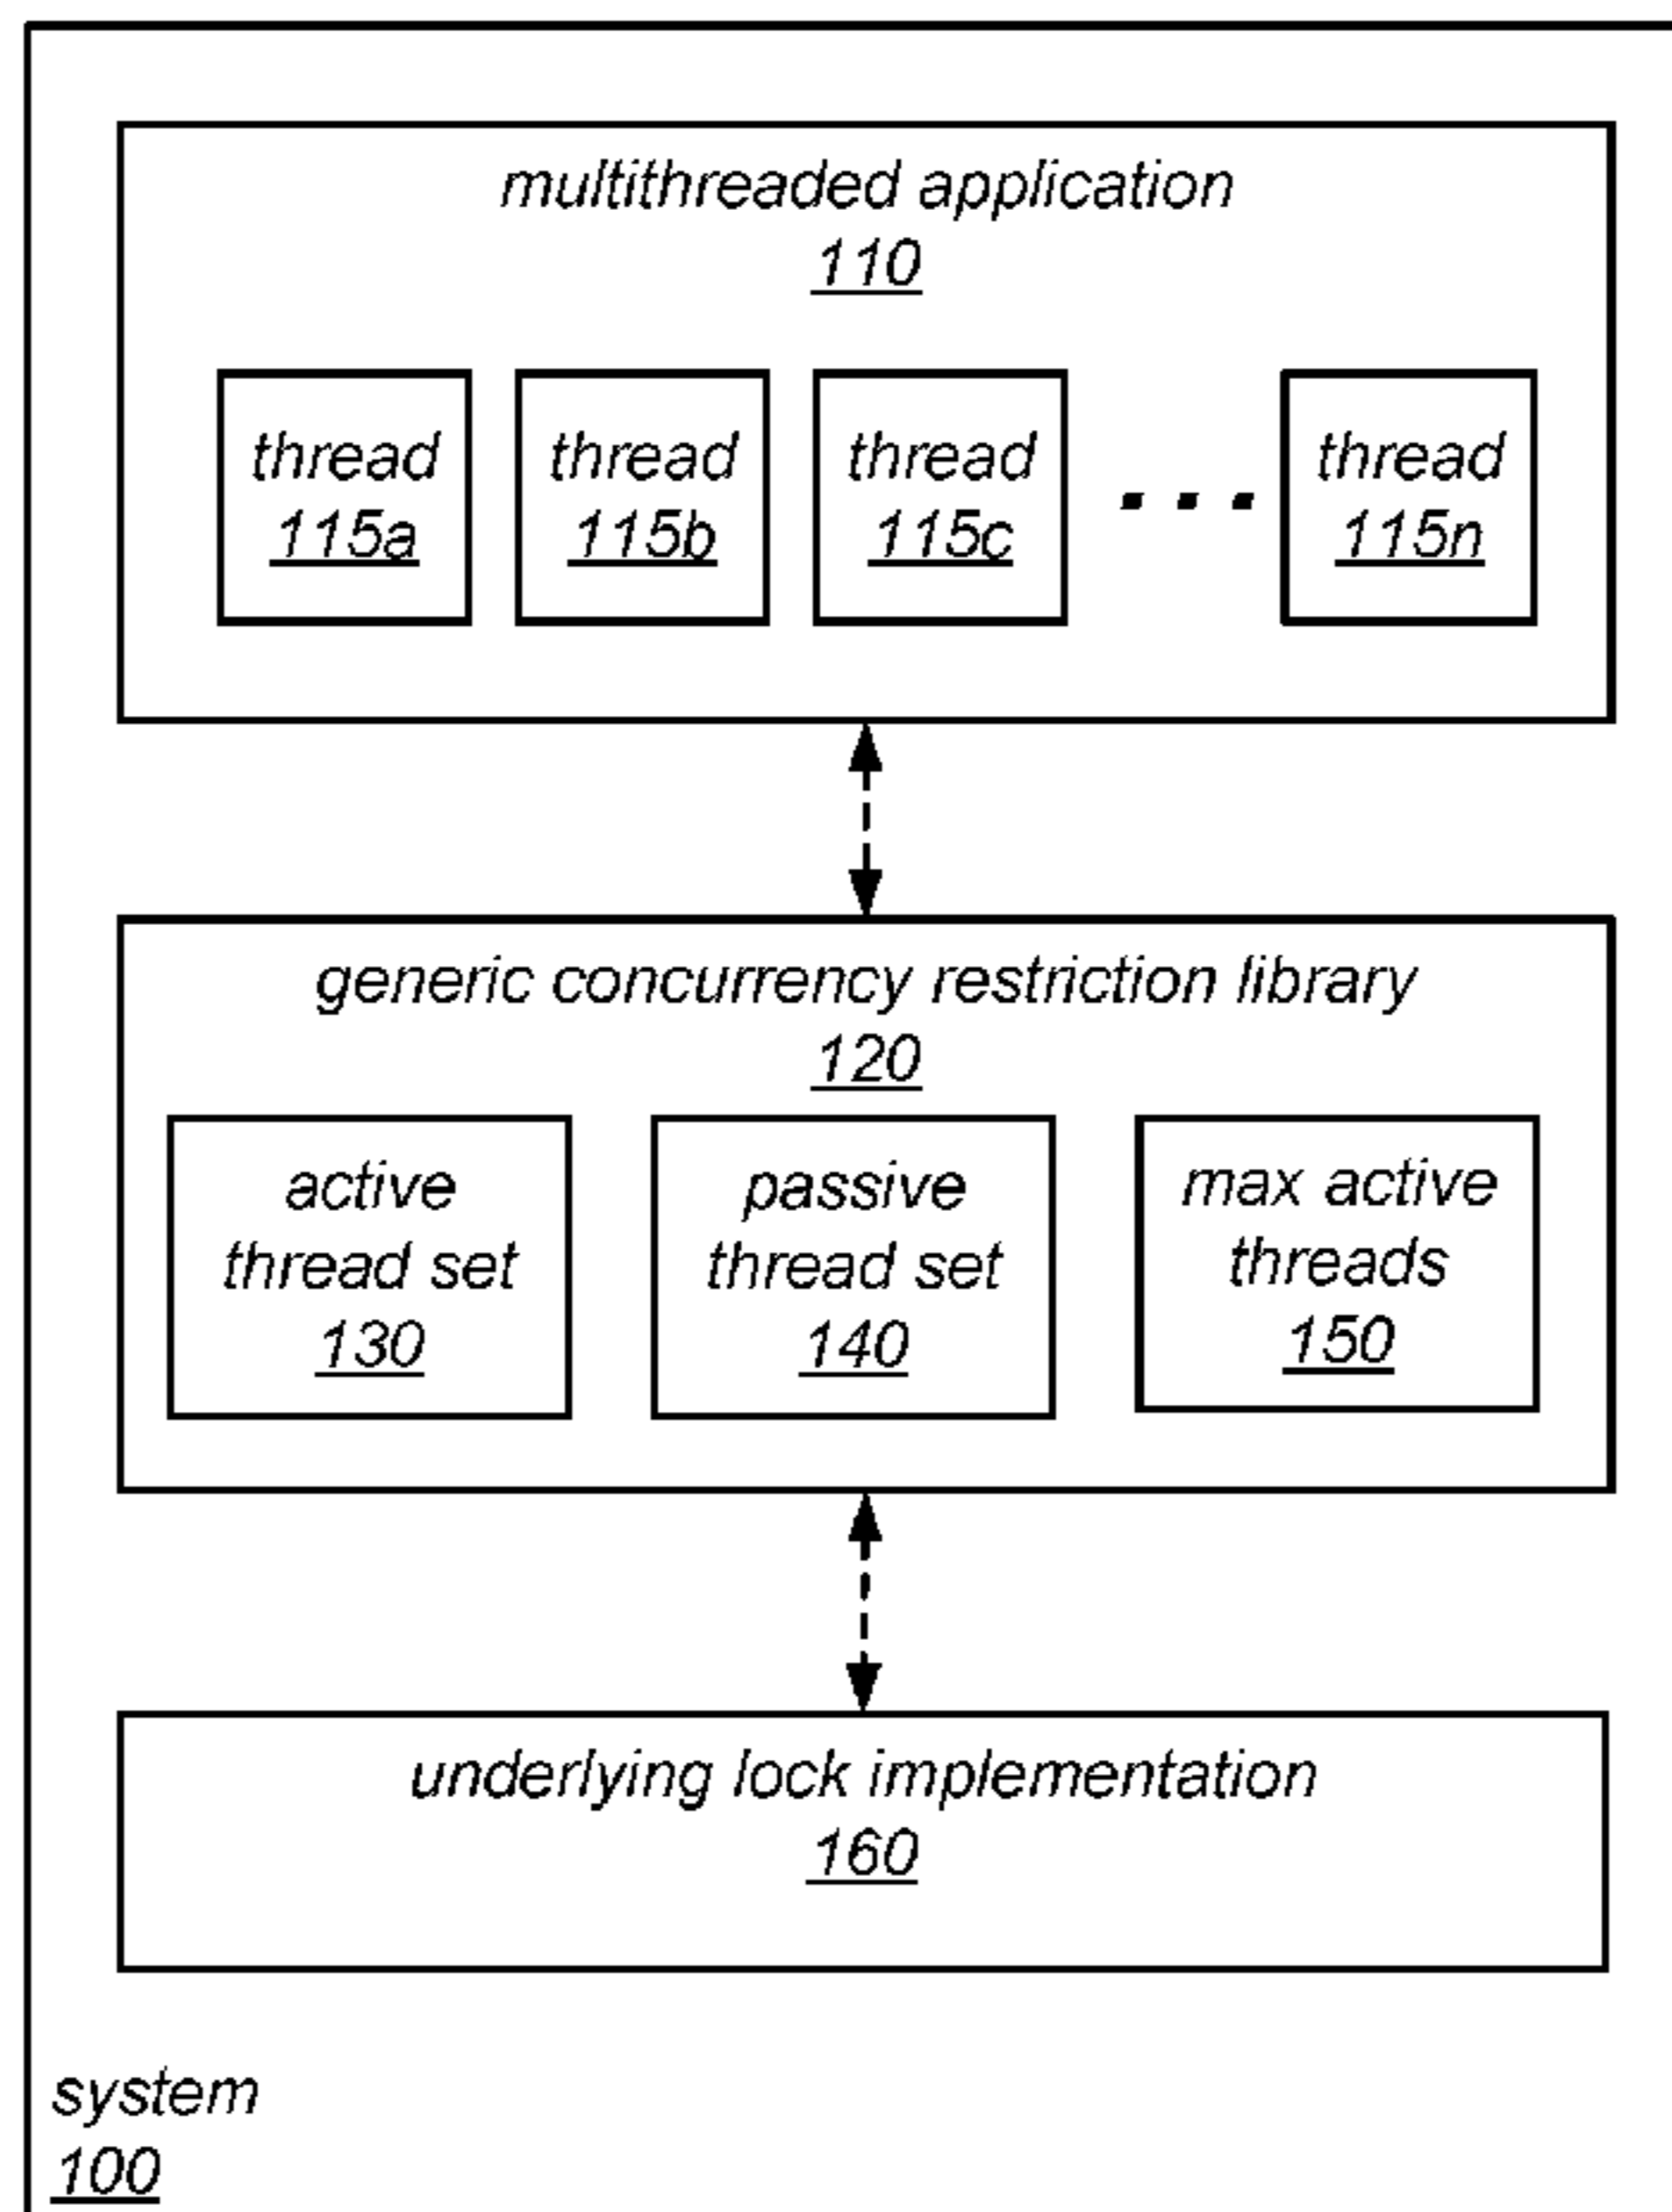 multithreaded application
110
thread
115a
thread
115b
thread
115c
...
thread
115n
generic concurrency restriction library
120
active
thread set
130
passive
thread set
140
max active
threads
150
underlying lock implementation
160
system
100